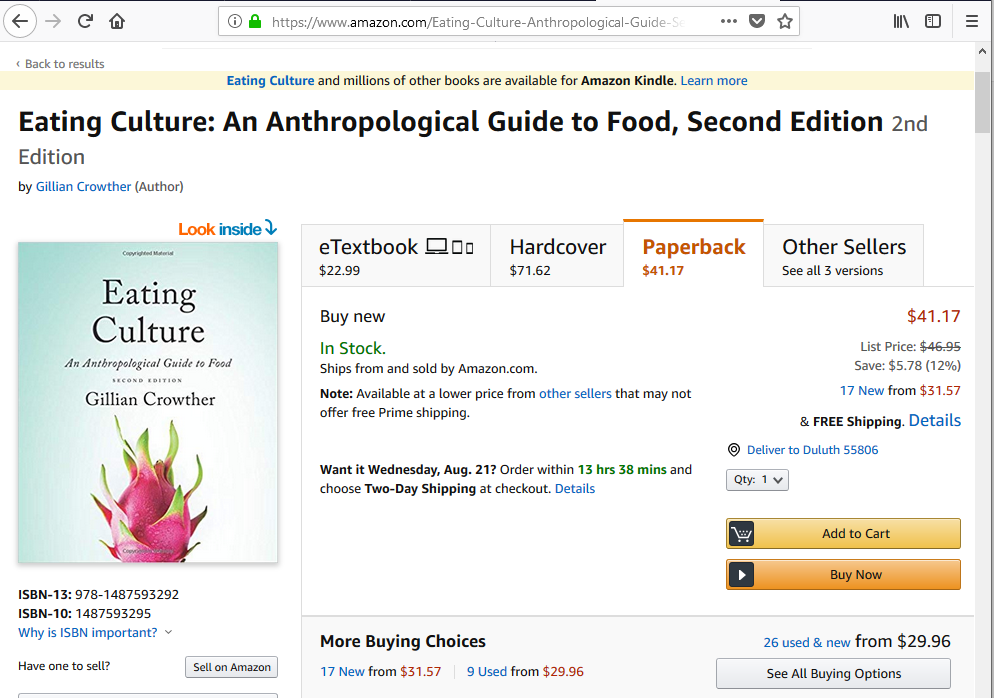 https://www.amazon.com/Eating-Culture-Anthropological-Guide-Se
‹ Back to results
Eating Culture and millions of other books are available for Amazon Kindle. Learn more
Eating Culture: An Anthropological Guide to Food, Second Edition 2nd
Edition
by Gillian Crowther (Author)
Look inside
Copyrighted Material
Eating
Culture
An Anthropological Guide to Food
SECOND EDITION
Gillian Crowther
Copyrighted Material
ISBN-13: 978-1487593292
ISBN-10: 1487593295
Why is ISBN important?
Have one to sell?
Sell on Amazon
eTextbook
$22.99
Hardcover
$71.62
Paperback
$41.17
Other Sellers
See all 3 versions
Buy new
In Stock.
Ships from and sold by Amazon.com.
Note: Available at a lower price from other sellers that may not
offer free Prime shipping.
Want it Wednesday, Aug. 21? Order within 13 hrs 38 mins and
choose Two-Day Shipping at checkout. Details
$41.17
List Price: $46.95
Save: $5.78 (12%)
17 New from $31.57
& FREE Shipping. Details
Deliver to Duluth 55806
Qty: 1
Add to Cart
Buy Now
More Buying Choices
17 New from $31.57
9 Used from $29.96
26 used & new from $29.96
See All Buying Options